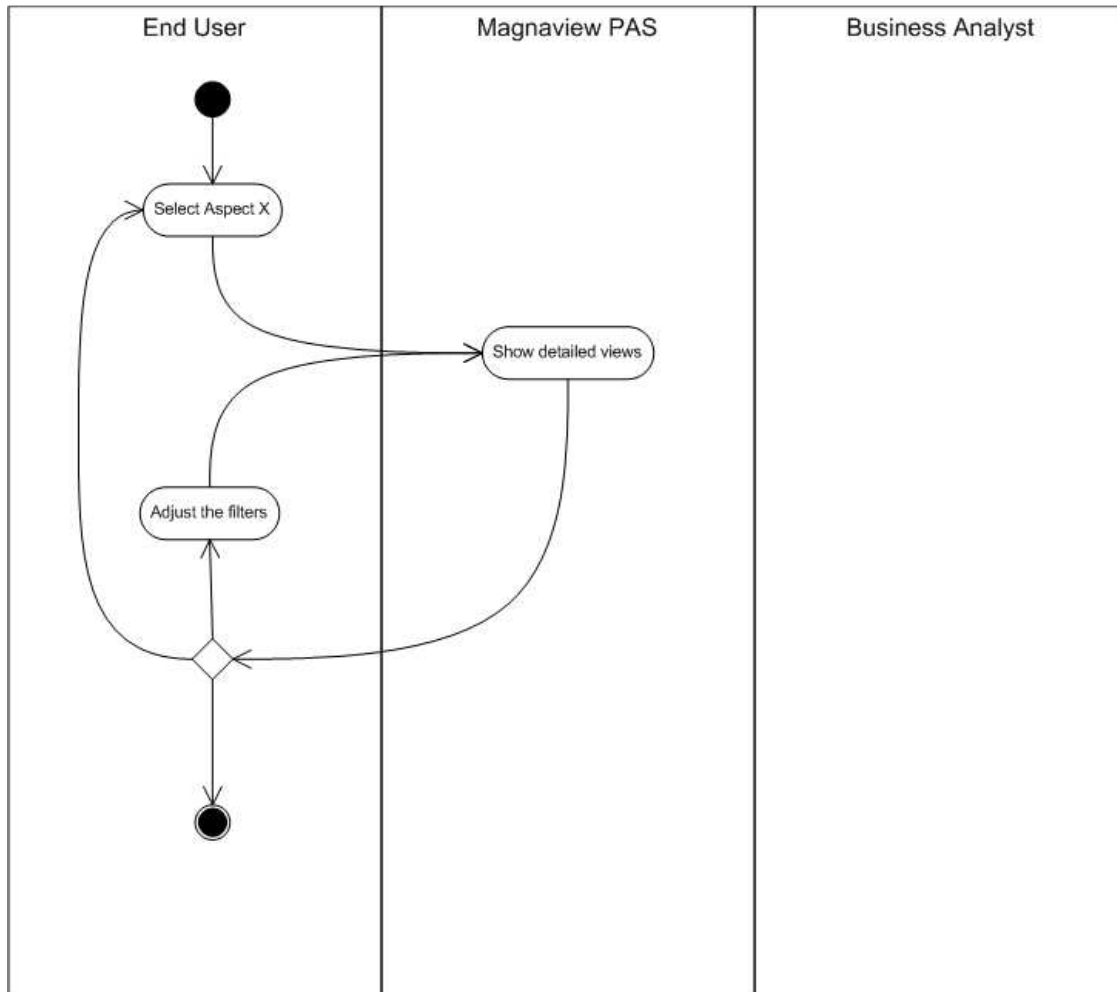 End User
Magnaview PAS
Business Analyst
Select Aspect X
Show detailed views
Adjust the filters